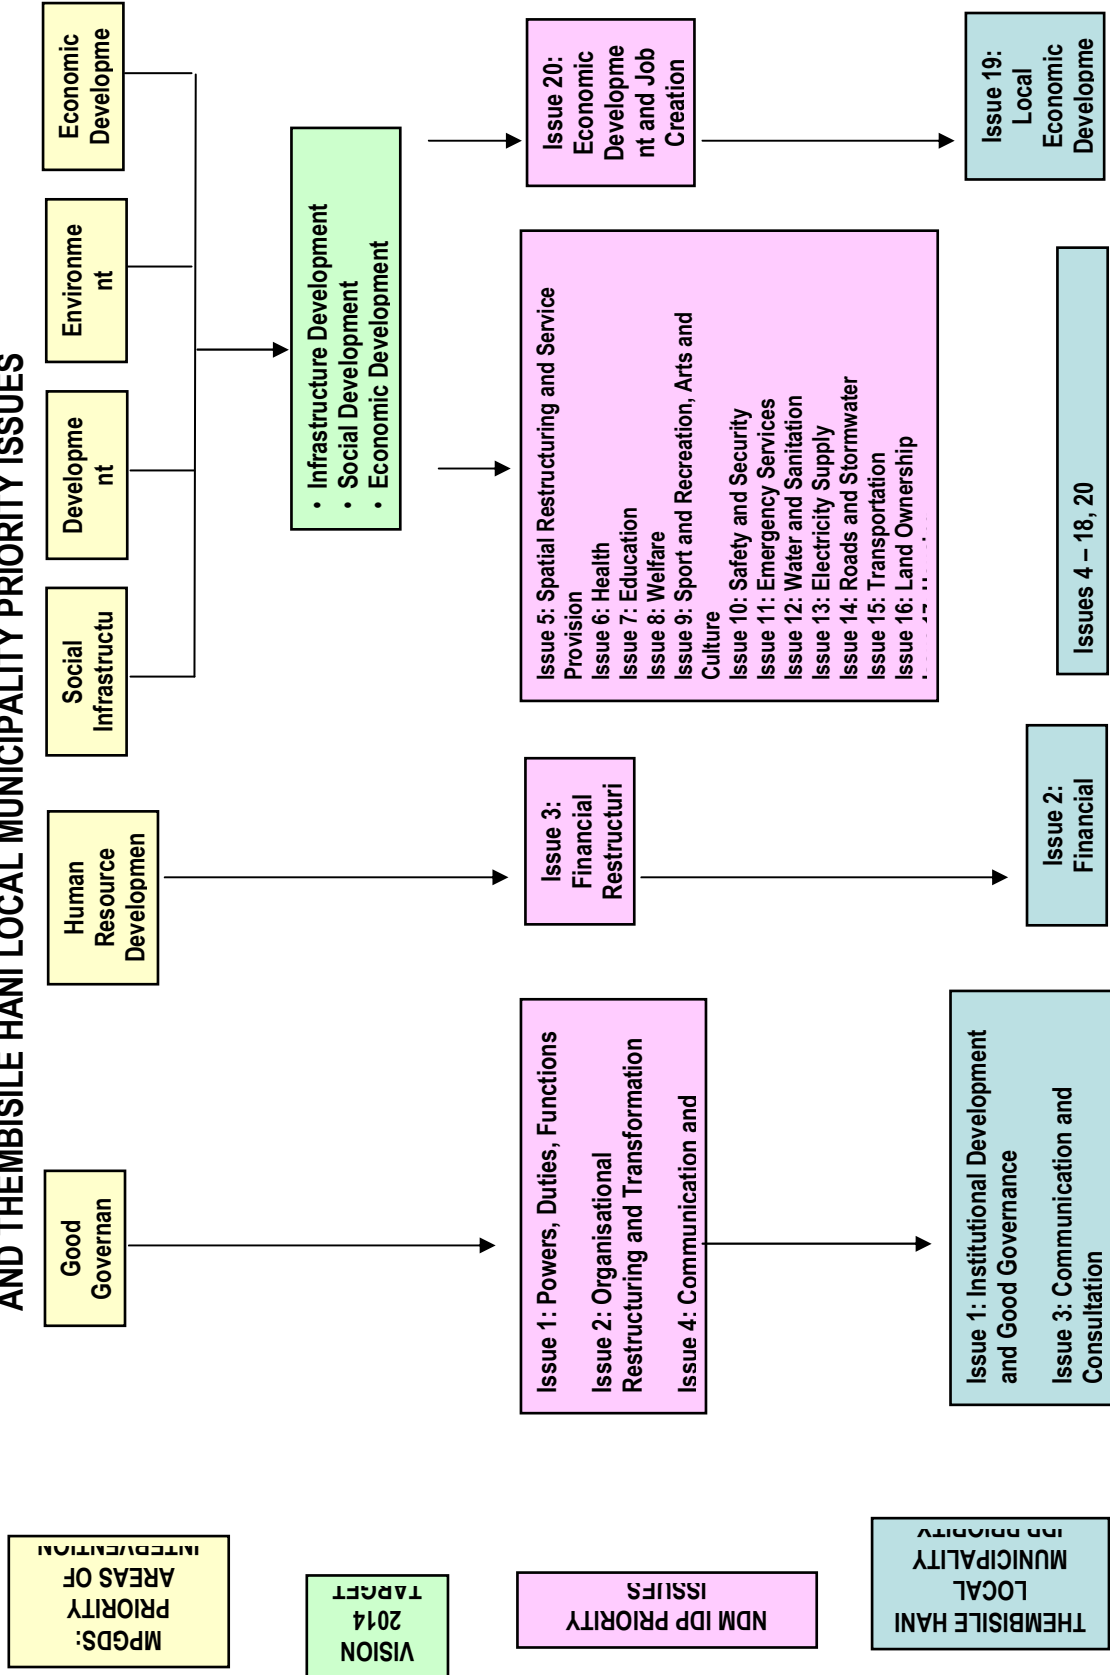 AND THEMBISILE HANI LOCAL MUNICIPALITY PRIORITY ISSUES
MPGDS:
PRIORITY
AREAS OF
INTERVENTION
Good
Governan
Human
Resource
Developmen
Social
Infrastructu
Developme
nt
Environme
nt
Economic
Developme
VISION
2014
TARGET
• Infrastructure Development
• Social Development
• Economic Development
NDM IDP PRIORITY
ISSUES
Issue 1: Powers, Duties, Functions
Issue 2: Organisational
Restructuring and Transformation
Issue 4: Communication and
Issue 3:
Financial
Restructuri
Issue 5: Spatial Restructuring and Service
Provision
Issue 6: Health
Issue 7: Education
Issue 8: Welfare
Issue 9: Sport and Recreation, Arts and
Culture
Issue 10: Safety and Security
Issue 11: Emergency Services
Issue 12: Water and Sanitation
Issue 13: Electricity Supply
Issue 14: Roads and Stormwater
Issue 15: Transportation
Issue 16: Land Ownership
Issue 20:
Economic
Developme
nt and Job
Creation
THEMBISILE HANI
LOCAL
MUNICIPALITY
IDP PRIORITY
Issue 1: Institutional Development
and Good Governance
Issue 3: Communication and
Consultation
Issue 2:
Financial
Issues 4 – 18, 20
Issue 19:
Local
Economic
Developme